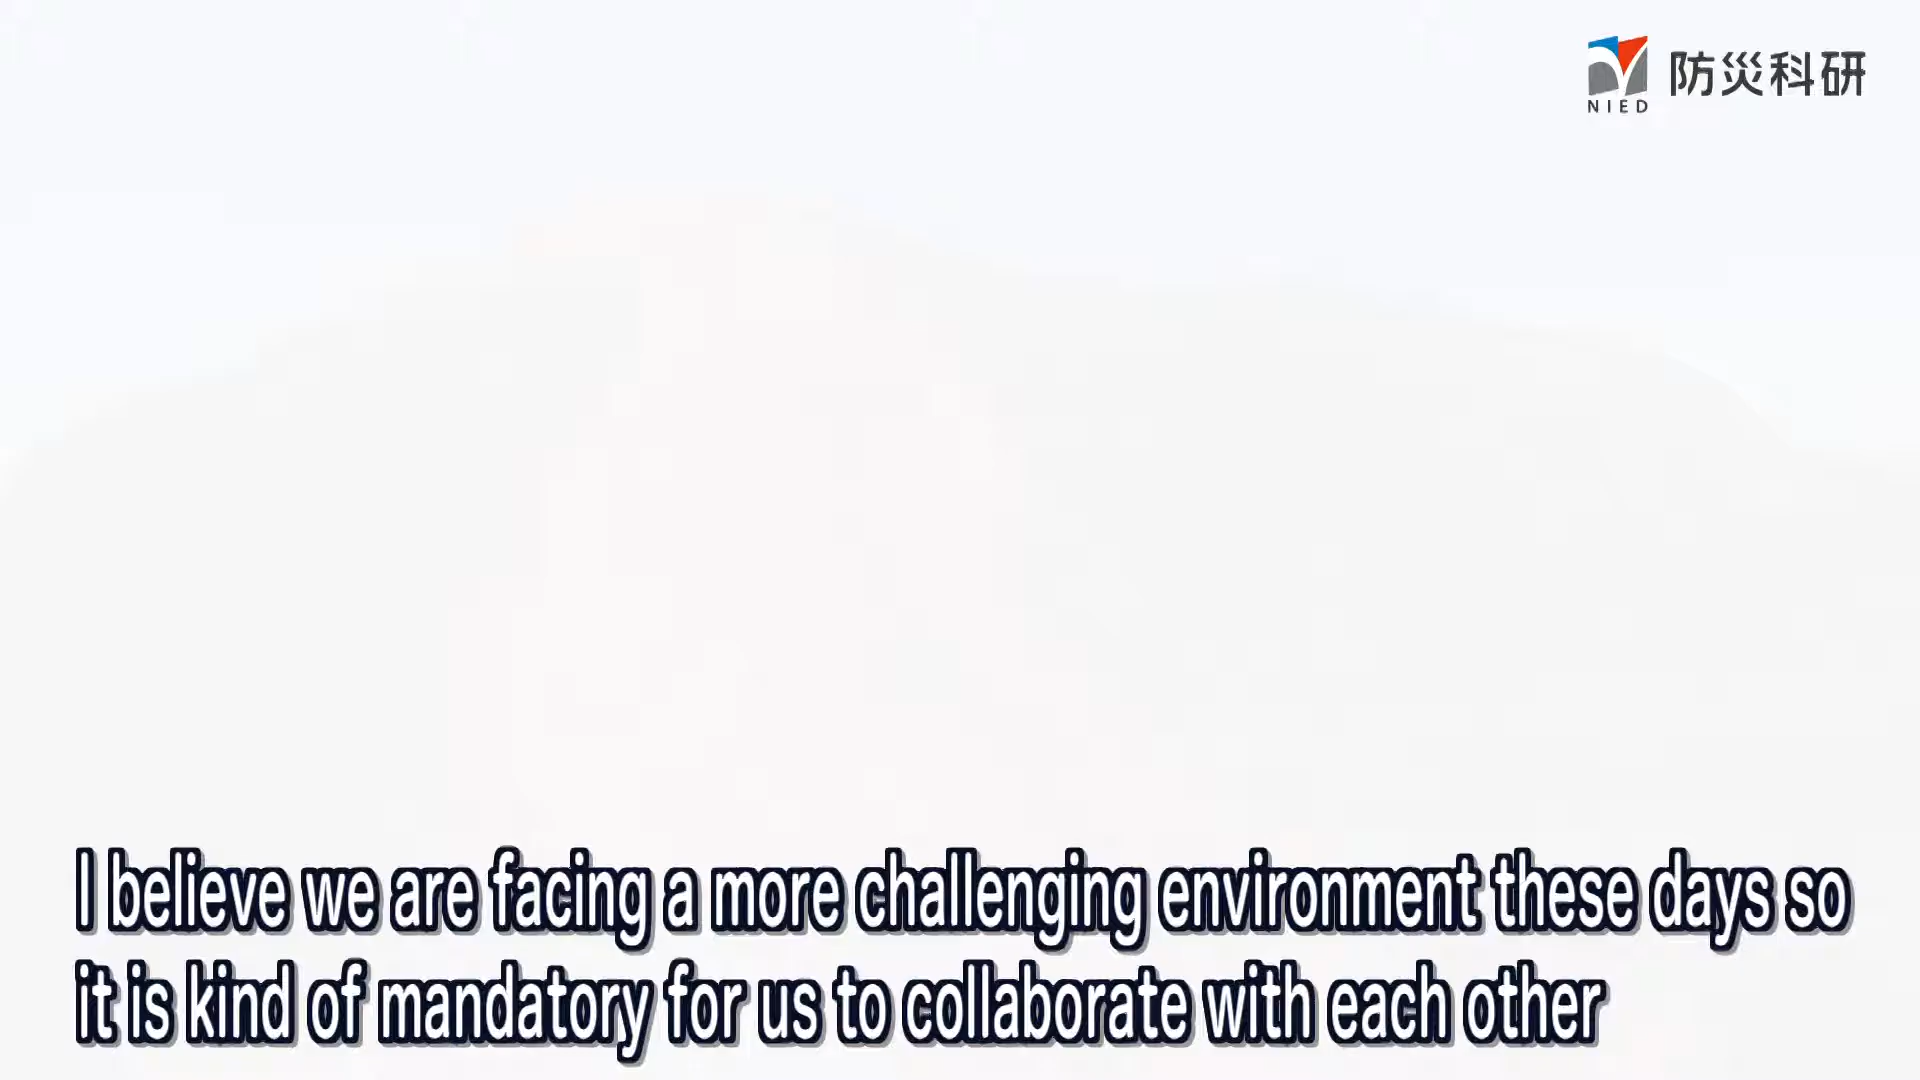 NIED 防災科研
I believe we are facing a more challenging environment these days so
it is kind of mandatory for us to collaborate with each other